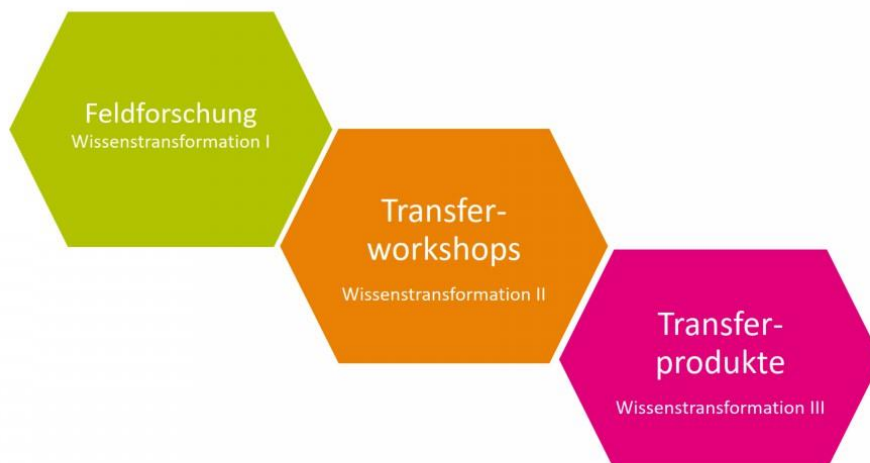 Feldforschung
Wissenstransformation I
Transfer-
workshops
Wissenstransformation II
Transfer-
produkte
Wissenstransformation III